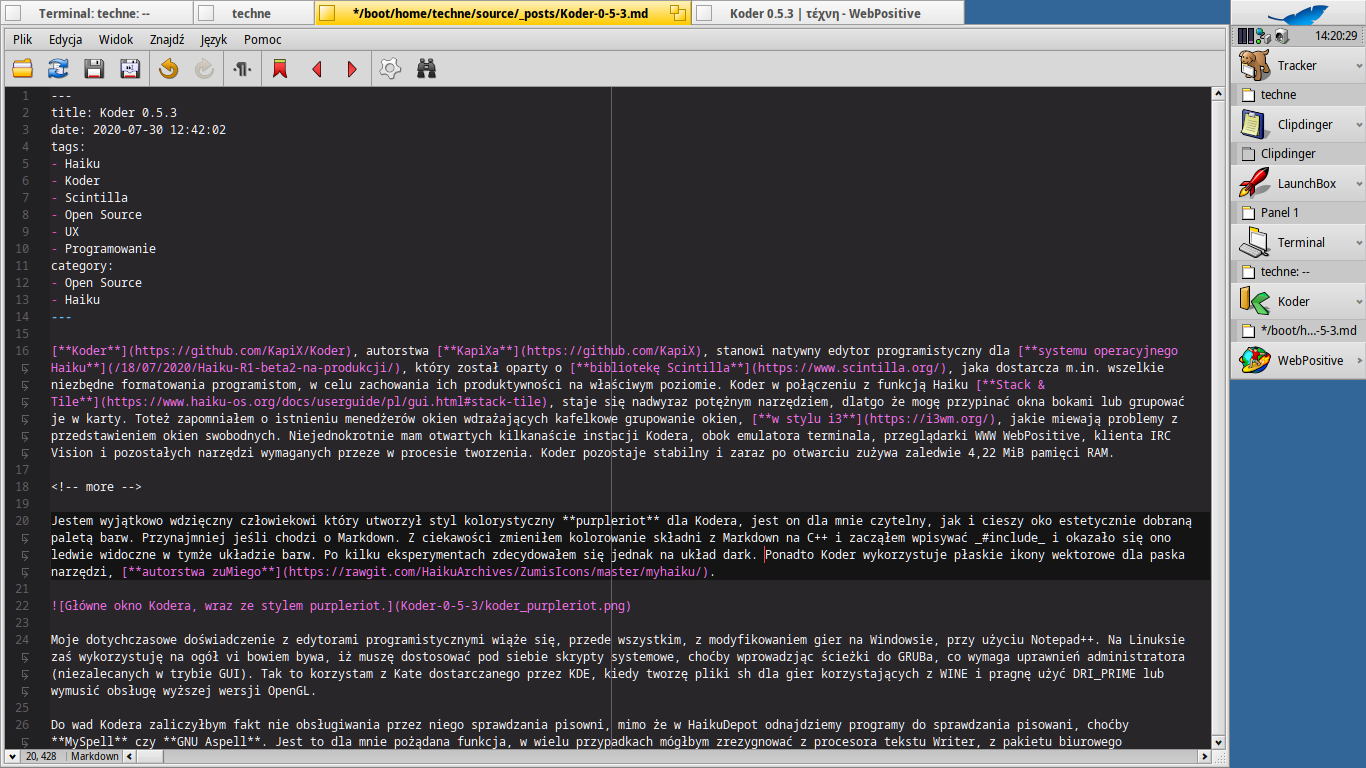 Terminal: techne: --
techne
*/boot/home/techne/source/_posts/Koder-0-5-3.md
Koder 0.5.3 | τέχνη - WebPositive
14:20:29
Plik Edycja Widok Znajdź Język Pomoc
Tracker
techne
Clipdinger
Clipdinger
LaunchBox
Panel 1
Terminal
techne: --
Koder
*/boot/h...-5-3.md
WebPositive
1 ---
2 title: Koder 0.5.3
3 date: 2020-07-30 12:42:02
4 tags:
5 - Haiku
6 - Koder
7 - Scintilla
8 - Open Source
9 - UX
10 - Programowanie
11 category:
12 - Open Source
13 - Haiku
14 ---
15
16 [**Koder**](https://github.com/KapiX/Koder), autorstwa [**KapiXa**](https://github.com/KapiX), stanowi natywny edytor programistyczny dla [**systemu operacyjnego
Haiku**](/18/07/2020/Haiku-R1-beta2-na-produkcji/), który został oparty o [**bibliotekę Scintilla**](https://www.scintilla.org/), jaka dostarcza m.in. wszelkie
niezbędne formatowania programistom, w celu zachowania ich produktywności na właściwym poziomie. Koder w połączeniu z funkcją Haiku [**Stack &
Tile**](https://www.haiku-os.org/docs/userguide/pl/gui.html#stack-tile), staje się nadwyraz potężnym narzędziem, dlatgo że mogę przypinać okna bokami lub grupować
je w karty. Toteż zapomniałem o istnieniu menedżerów okien wdrażających kafelkowe grupowanie okien, [**w stylu i3**](https://i3wm.org/), jakie miewają problemy z
przedstawieniem okien swobodnych. Niejednokrotnie mam otwartych kilkanaście instacji Kodera, obok emulatora terminala, przeglądarki WWW WebPositive, klienta IRC
Vision i pozostałych narzędzi wymaganych przeze w procesie tworzenia. Koder pozostaje stabilny i zaraz po otwarciu zużywa zaledwie 4,22 MiB pamięci RAM.
17
18 <!-- more -->
19
20 Jestem wyjątkowo wdzięczny człowiekowi który utworzył styl kolorystyczny **purpleriot** dla Kodera, jest on dla mnie czytelny, jak i cieszy oko estetycznie dobraną
paletą barw. Przynajmniej jeśli chodzi o Markdown. Z ciekawości zmieniłem kolorowanie składni z Markdown na C++ i zacząłem wpisywać _#include_ i okazało się ono
ledwie widoczne w tymże układzie barw. Po kilku eksperymentach zdecydowałem się jednak na układ dark. Ponadto Koder wykorzystuje płaskie ikony wektorowe dla paska
narzędzi, [**autorstwa zuMiego**](https://rawgit.com/HaikuArchives/ZumisIcons/master/myhaiku/).
21
22 ![Główne okno Kodera, wraz ze stylem purpleriot.](Koder-0-5-3/koder_purpleriot.png)
23
24 Moje dotychczasowe doświadczenie z edytorami programistycznymi wiąże się, przede wszystkim, z modyfikowaniem gier na Windowsie, przy użyciu Notepad++. Na Linuksie
zaś wykorzystuję na ogół vi bowiem bywa, iż muszę dostosować pod siebie skrypty systemowe, choćby wprowadzjąc ścieżki do GRUBa, co wymaga uprawnień administratora
(niezalecanych w trybie GUI). Tak to korzystam z Kate dostarczanego przez KDE, kiedy tworzę pliki sh dla gier korzystających z WINE i pragnę użyć DRI_PRIME lub
wymusić obsługę wyższej wersji OpenGL.
25
26 Do wad Kodera zaliczyłbym fakt nie obsługiwania przez niego sprawdzania pisowni, mimo że w HaikuDepot odnajdziemy programy do sprawdzania pisowani, choćby
**MySpell** czy **GNU Aspell**. Jest to dla mnie pożądana funkcja, w wielu przypadkach mógłbym zrezygnować z procesora tekstu Writer, z pakietu biurowego
20, 428 Markdown